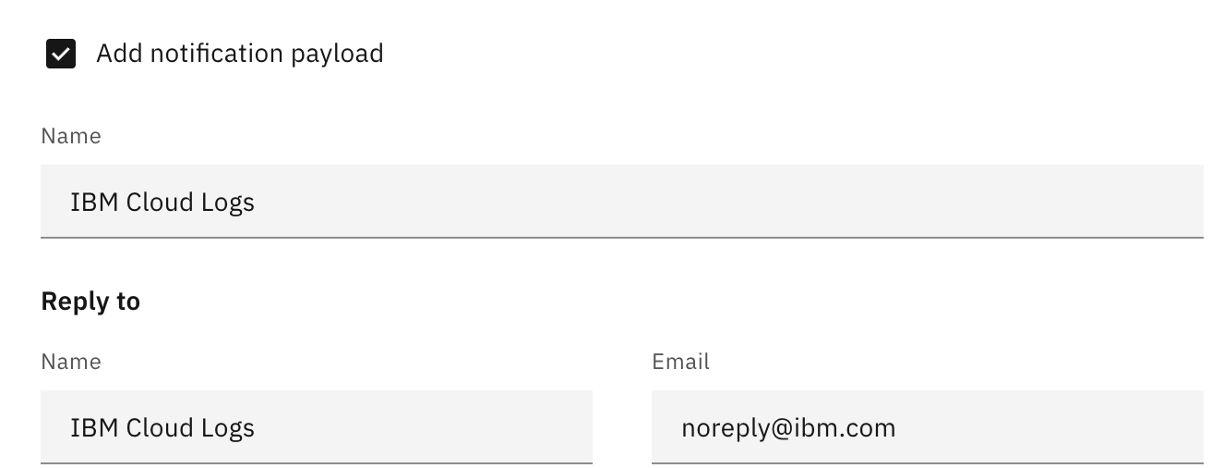 Add notification payload
Name
IBM Cloud Logs
Reply to
Name Email
IBM Cloud Logs noreply@ibm.com